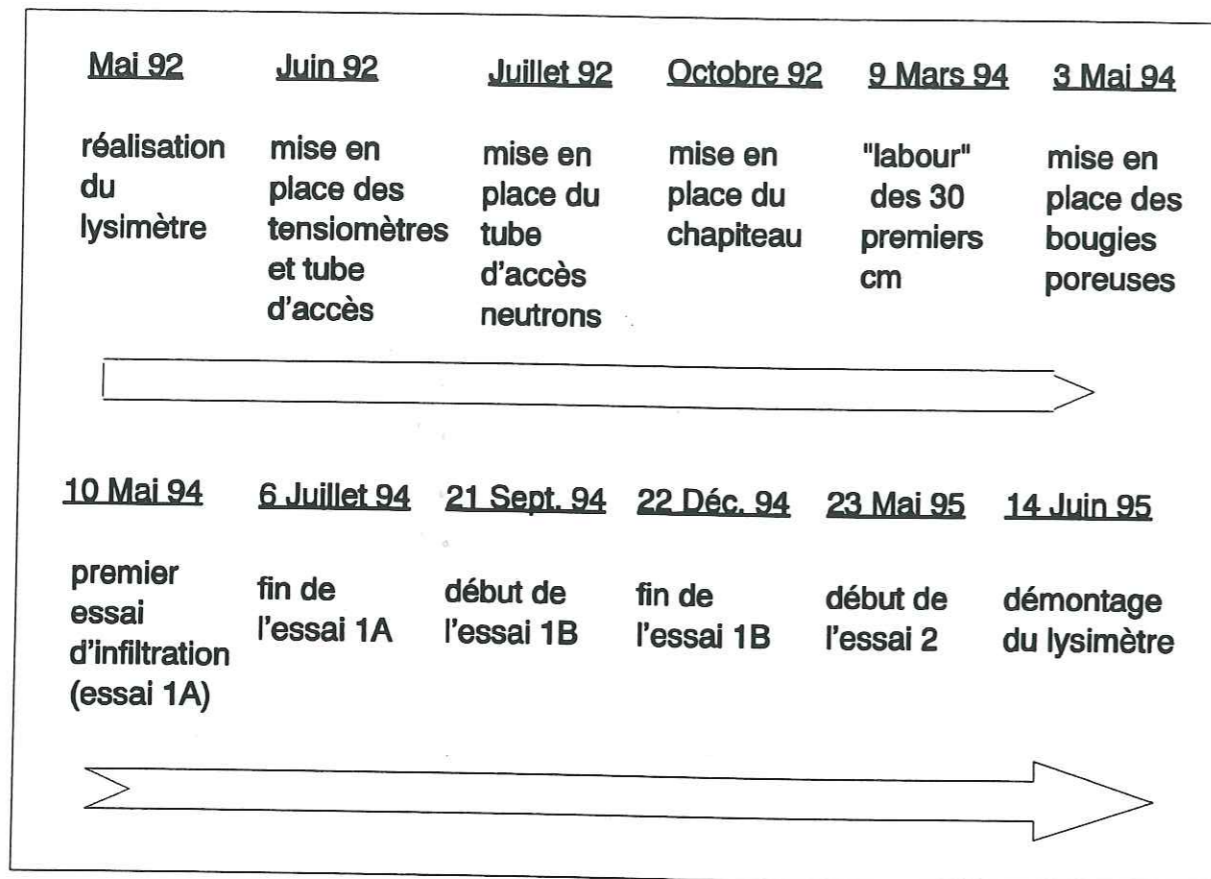 Mai 92
réalisation
du
lysimètre
Juin 92
mise en
place des
tensiomètres
et tube
d'accès
Juillet 92
mise en
place du
tube
d'accès
neutrons
Octobre 92
mise en
place du
chapiteau
9 Mars 94
"labour"
des 30
premiers
cm
3 Mai 94
mise en
place des
bougies
poreuses
10 Mai 94
premier
essai
d'infiltration
(essai 1A)
6 Juillet 94
fin de
l'essai 1A
21 Sept. 94
début de
l'essai 1B
22 Déc. 94
fin de
l'essai 1B
23 Mai 95
début de
l'essai 2
14 Juin 95
démontage
du lysimètre